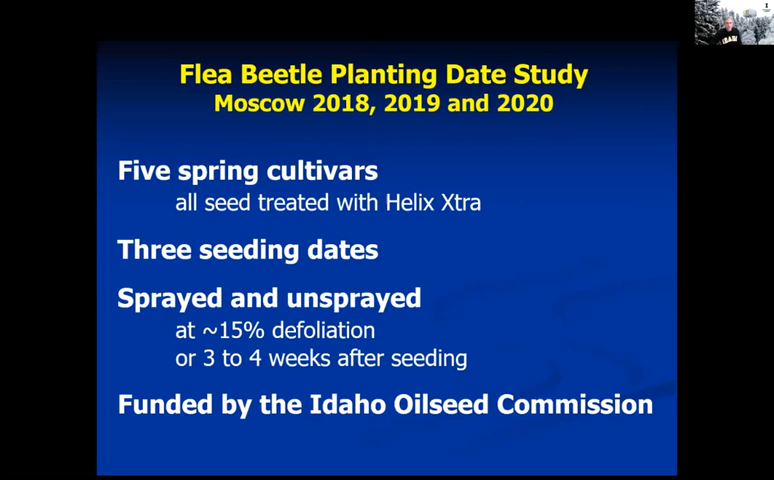 Flea Beetle Planting Date Study
Moscow 2018, 2019 and 2020
Five spring cultivars
all seed treated with Helix Xtra
Three seeding dates
Sprayed and unsprayed
at ~15% defoliation
or 3 to 4 weeks after seeding
Funded by the Idaho Oilseed Commission